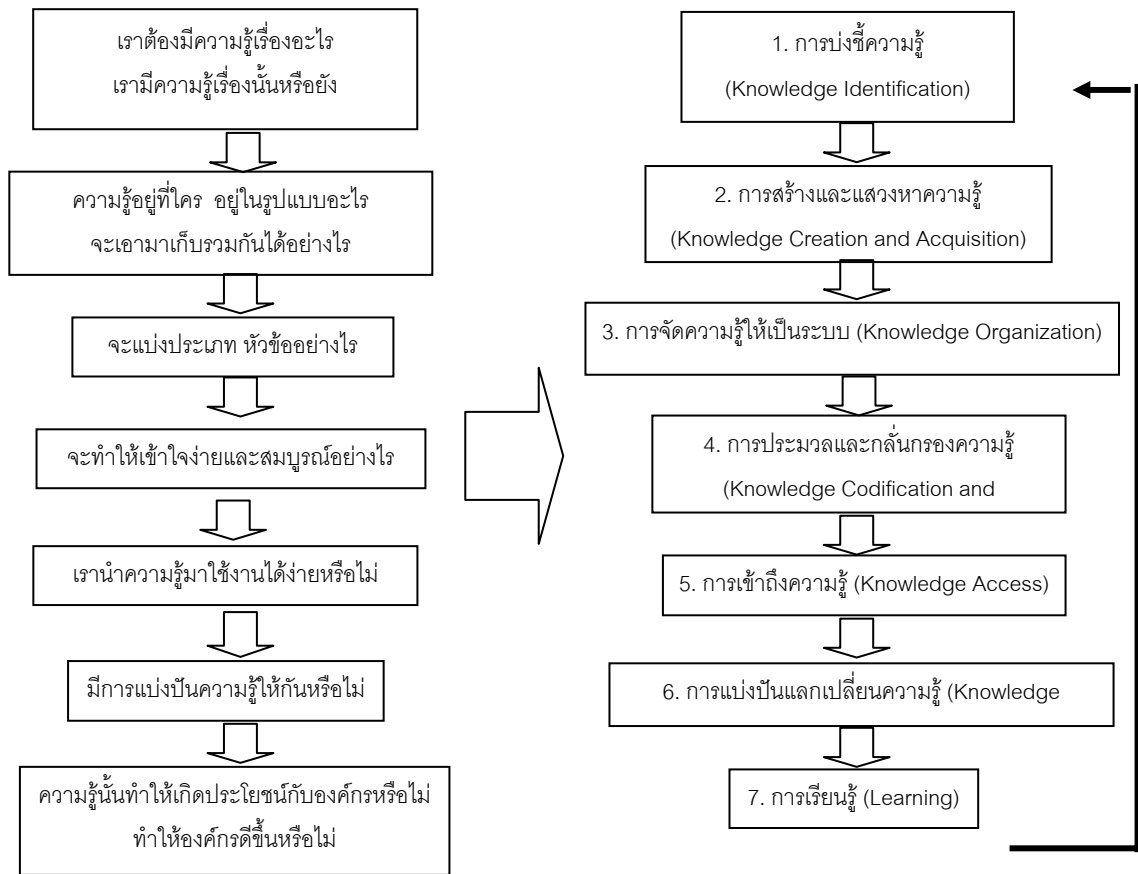 เราต้องมีความรู้เรื่องอะไร
เรามีความรู้เรื่องนั้นหรือยัง
ความรู้อยู่ที่ใคร อยู่ในรูปแบบอะไร
จะเอามาเก็บรวมกันได้อย่างไร
จะแบ่งประเภท หัวข้ออย่างไร
จะทำให้เข้าใจง่ายและสมบูรณ์อย่างไร
เรานำความรู้มาใช้งานได้ง่ายหรือไม่
มีการแบ่งปันความรู้ให้กันหรือไม่
ความรู้นั้นทำให้เกิดประโยชน์กับองค์กรหรือไม่
ทำให้องค์กรดีขึ้นหรือไม่
1. การบ่งชี้ความรู้
(Knowledge Identification)
2. การสร้างและแสวงหาความรู้
(Knowledge Creation and Acquisition)
3. การจัดความรู้ให้เป็นระบบ (Knowledge Organization)
4. การประมวลและกลั่นกรองความรู้
(Knowledge Codification and
5. การเข้าถึงความรู้ (Knowledge Access)
6. การแบ่งปันแลกเปลี่ยนความรู้ (Knowledge
7. การเรียนรู้ (Learning)